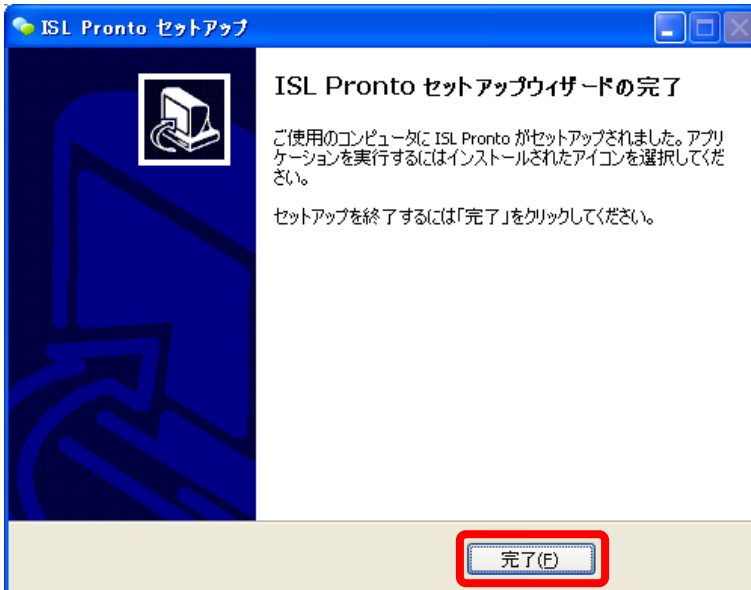 ISL Pronto セットアップ
ISL Pronto セットアップウィザードの完了
ご使用のコンピュータに ISL Pronto がセットアップされました。アプリ
ケーションを実行するにはインストールされたアイコンを選択してくだ
さい。
セットアップを終了するには「完了」をクリックしてください。
完了(F)